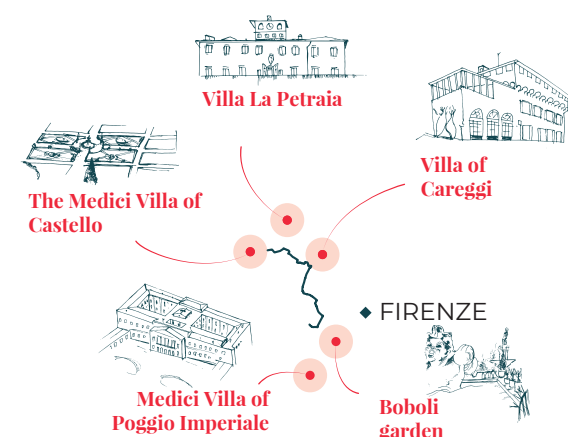 Villa La Petraia
Villa of
Careggi
The Medici Villa of
Castello
FIRENZE
Medici Villa of
Poggio Imperiale
Boboli
garden